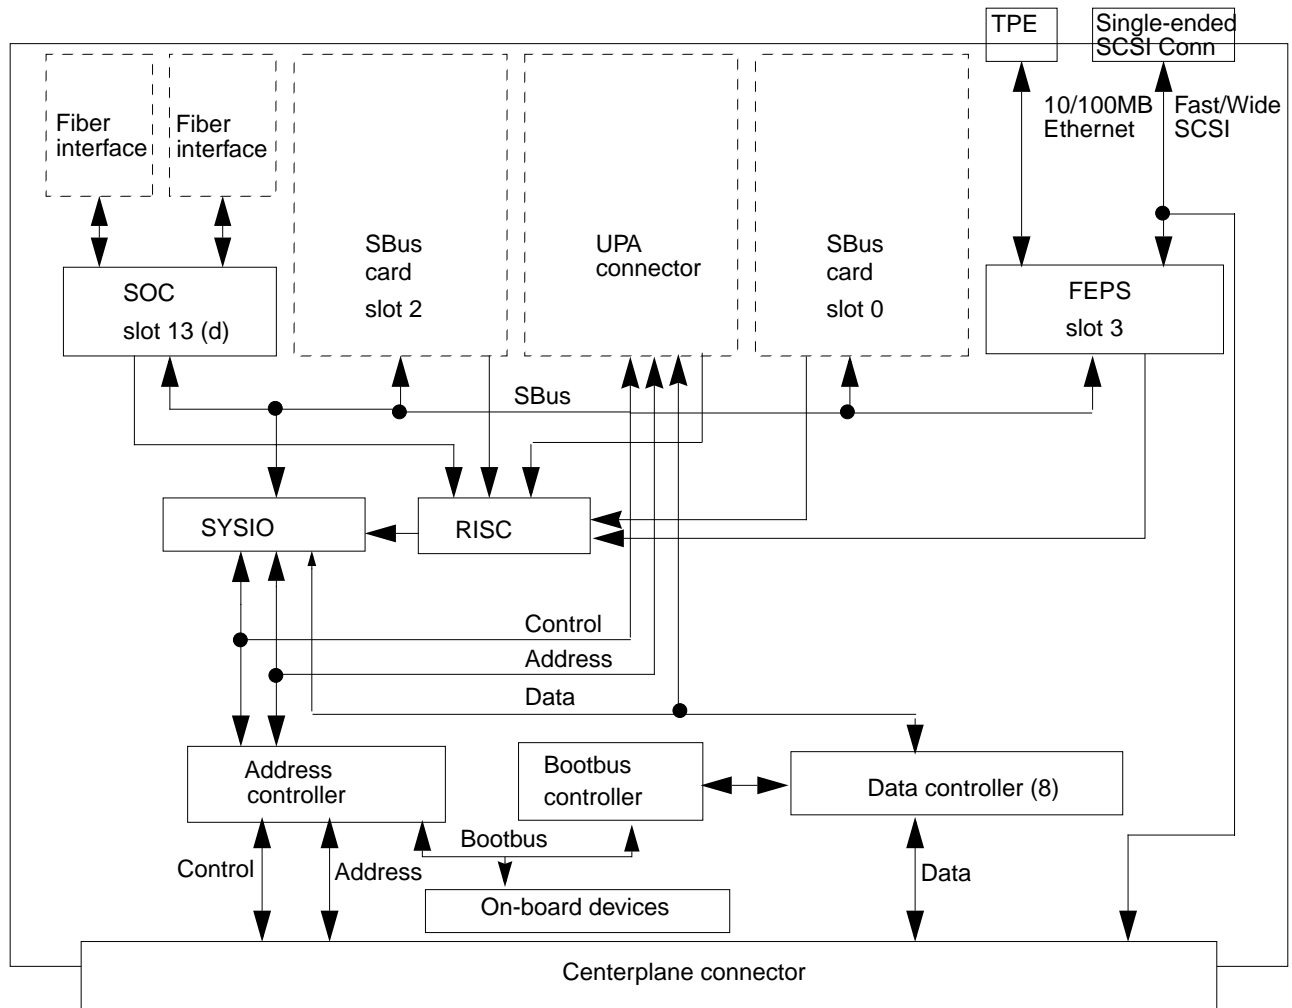 TPE
Single-ended
SCSI Conn
10/100MB
Ethernet
Fast/Wide
SCSI
Fiber
interface
Fiber
interface
SBus
card
slot 2
UPA
connector
SBus
card
slot 0
SOC
slot 13 (d)
FEPS
slot 3
SBus
SYSIO
RISC
Control
Address
Data
Address
controller
Bootbus
controller
Data controller (8)
Bootbus
Control
Address
Data
On-board devices
Centerplane connector